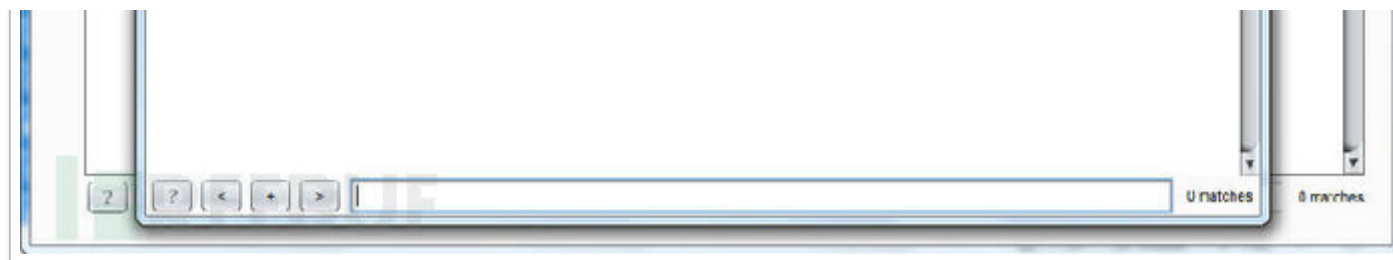 ? ? < + > 0 matches 0 matches